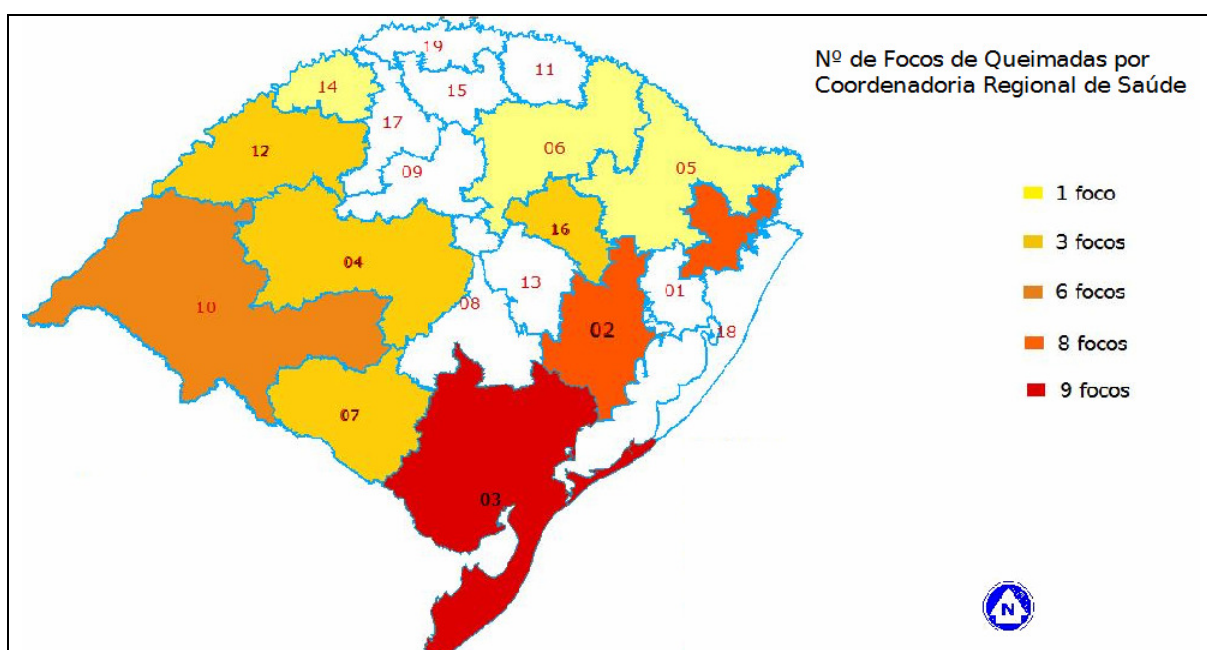 Nº de Focos de Queimadas por
Coordenadoria Regional de Saúde
19
11
14
15
17
12
06
09
05
16
04
13
10
08
01
02
18
07
03
1 foco
3 focos
6 focos
8 focos
9 focos
N